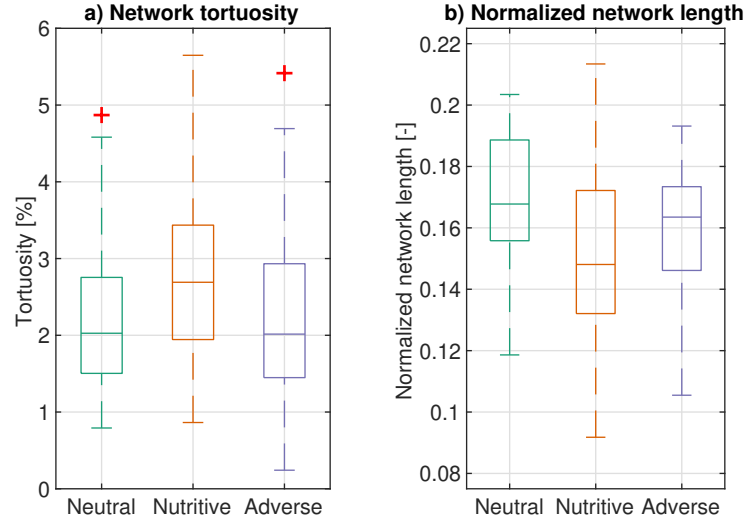 a) Network tortuosity
6
5
4
3
2
1
0
Tortuosity [%]
Neutral Nutritive Adverse
b) Normalized network length
0.22
0.2
0.18
0.16
0.14
0.12
0.1
0.08
Normalized network length [-]
Neutral Nutritive Adverse